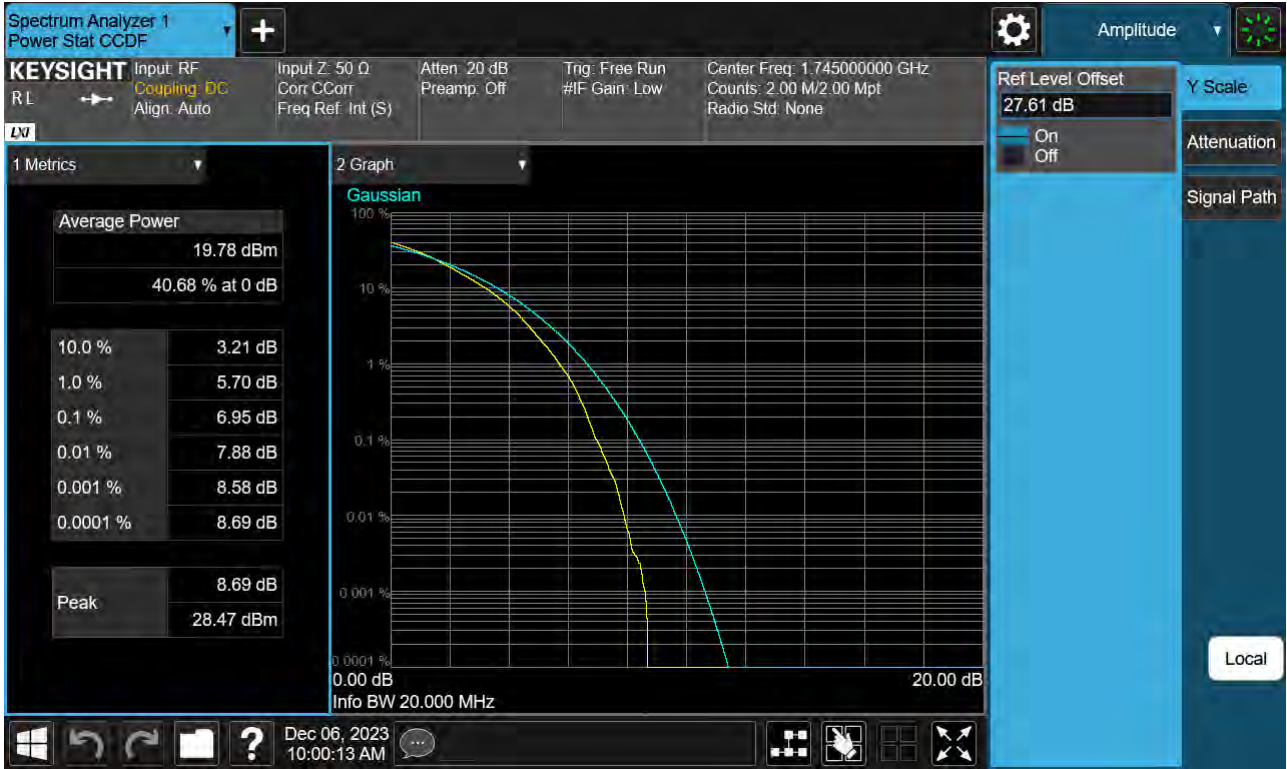 Spectrum Analyzer 1
Power Stat CCDF
+
Amplitude
KEYSIGHT
R L
LXI
Input: RF
Coupling: DC
Align: Auto
Input Z: 50 Ω
Corr CCorr
Freq Ref: Int (S)
Atten: 20 dB
Preamp: Off
Trig: Free Run
#IF Gain: Low
Center Freq: 1.745000000 GHz
Counts: 2.00 M/2.00 Mpt
Radio Std: None
Ref Level Offset
27.61 dB
On
Off
Y Scale
Attenuation
Signal Path
Local
1 Metrics
Average Power
19.78 dBm
40.68 % at 0 dB
10.0 % 3.21 dB
1.0 % 5.70 dB
0.1 % 6.95 dB
0.01 % 7.88 dB
0.001 % 8.58 dB
0.0001 % 8.69 dB
Peak
8.69 dB
28.47 dBm
2 Graph
Gaussian
100 %
10 %
1 %
0.1 %
0.01 %
0.001 %
0.0001 %
0.00 dB 20.00 dB
Info BW 20.000 MHz
?
Dec 06, 2023
10:00:13 AM